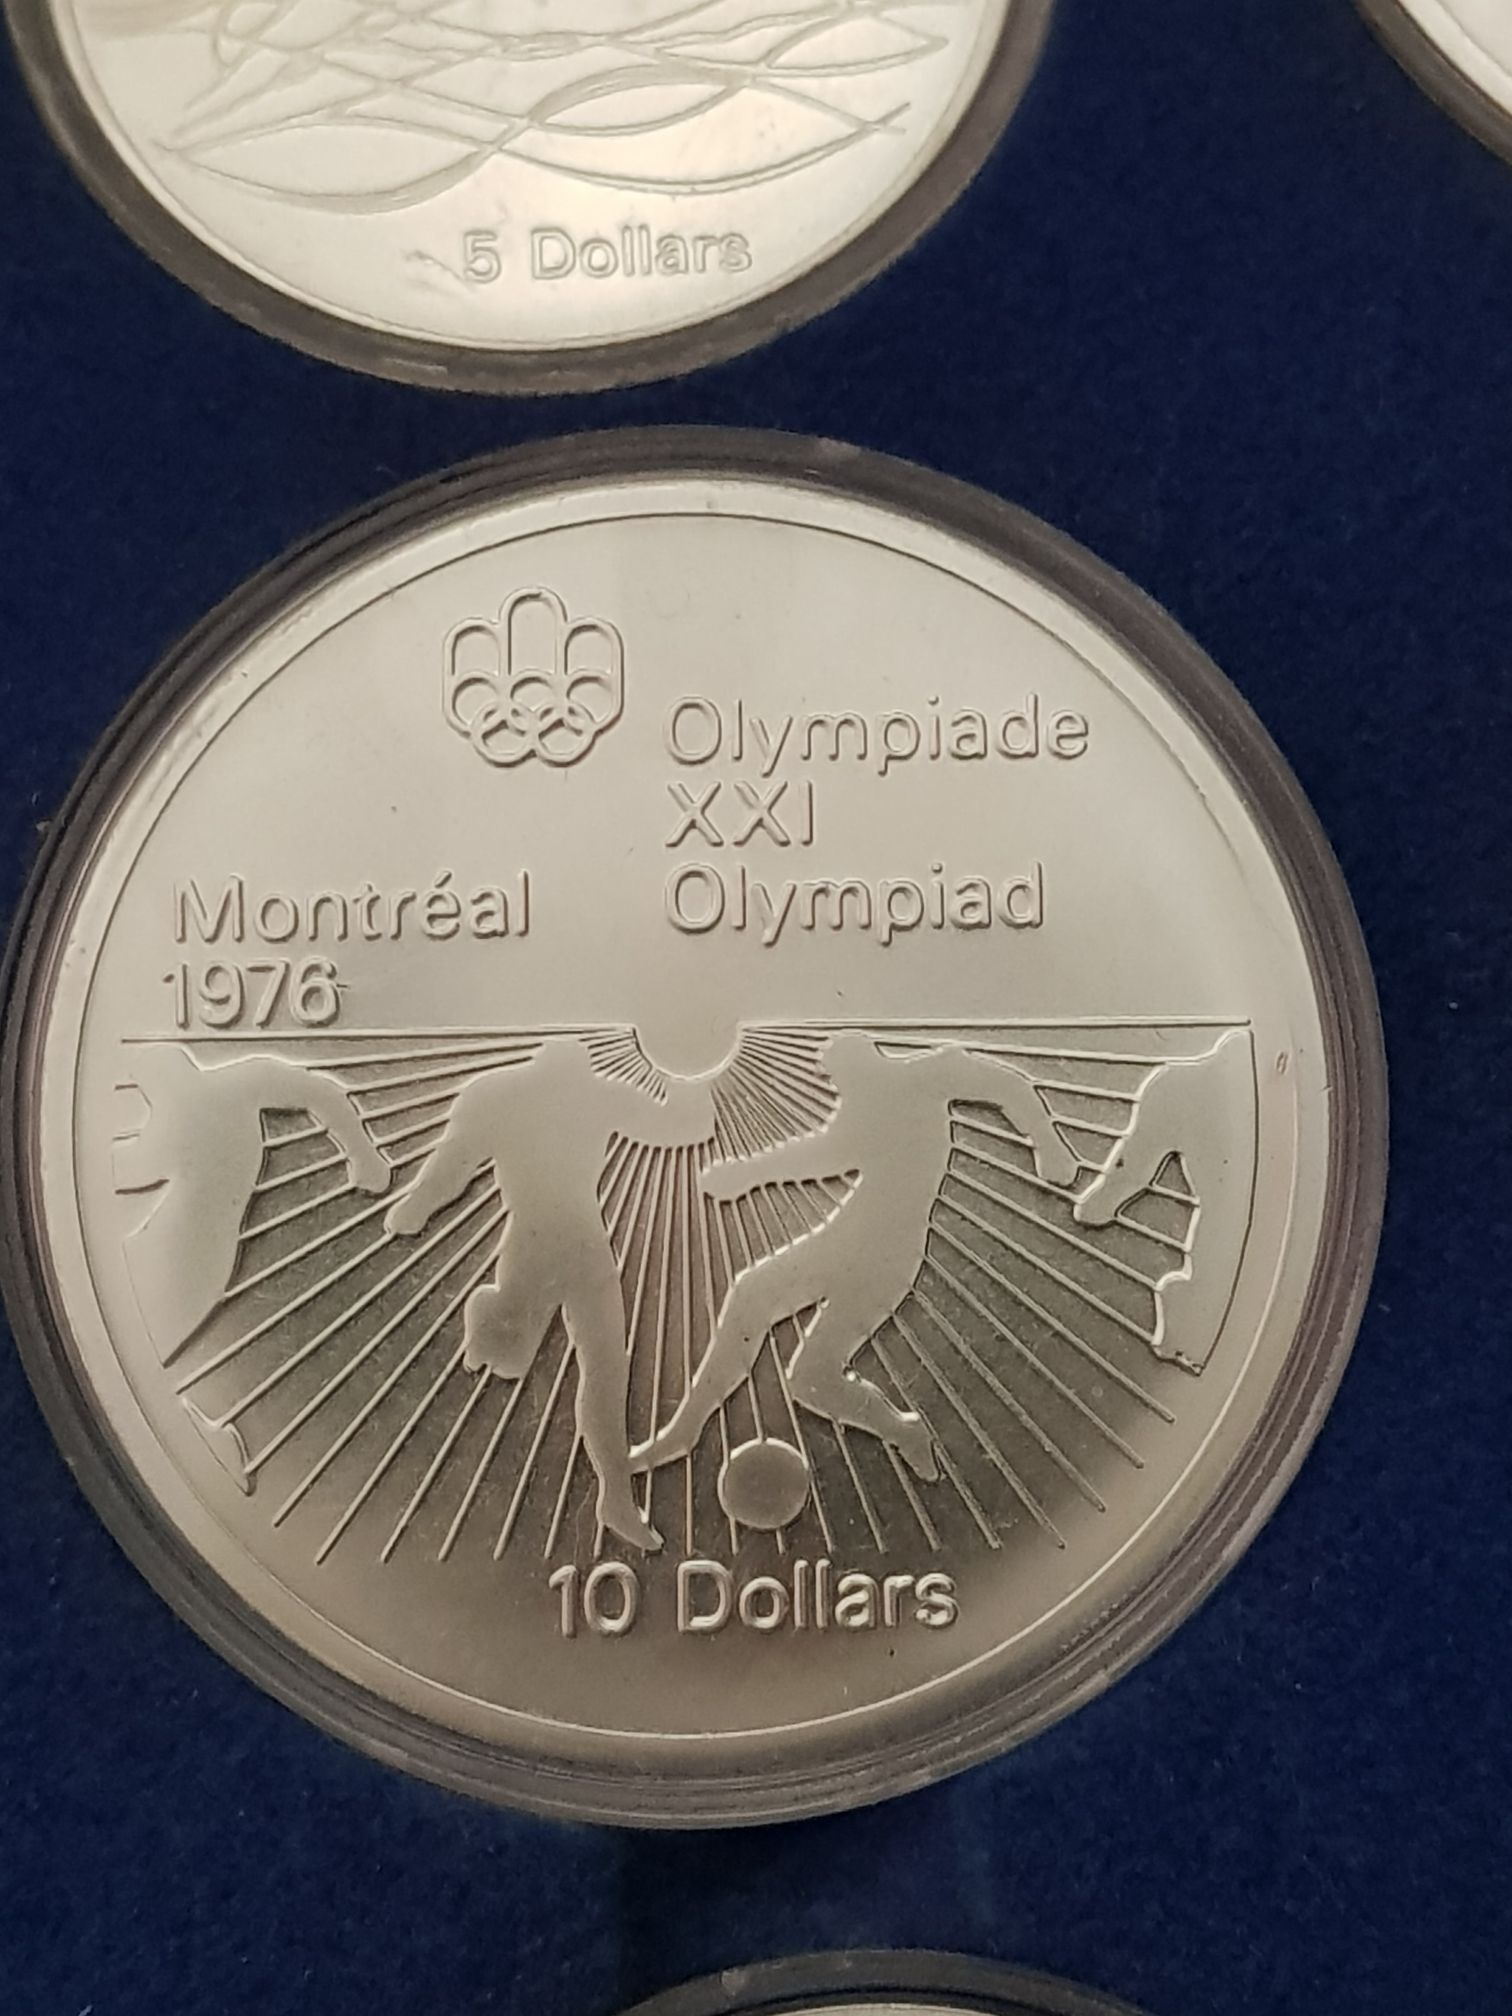 5 Dollars
Olympiade
XXI
Olympiad
Montréal
1976
10 Dollars